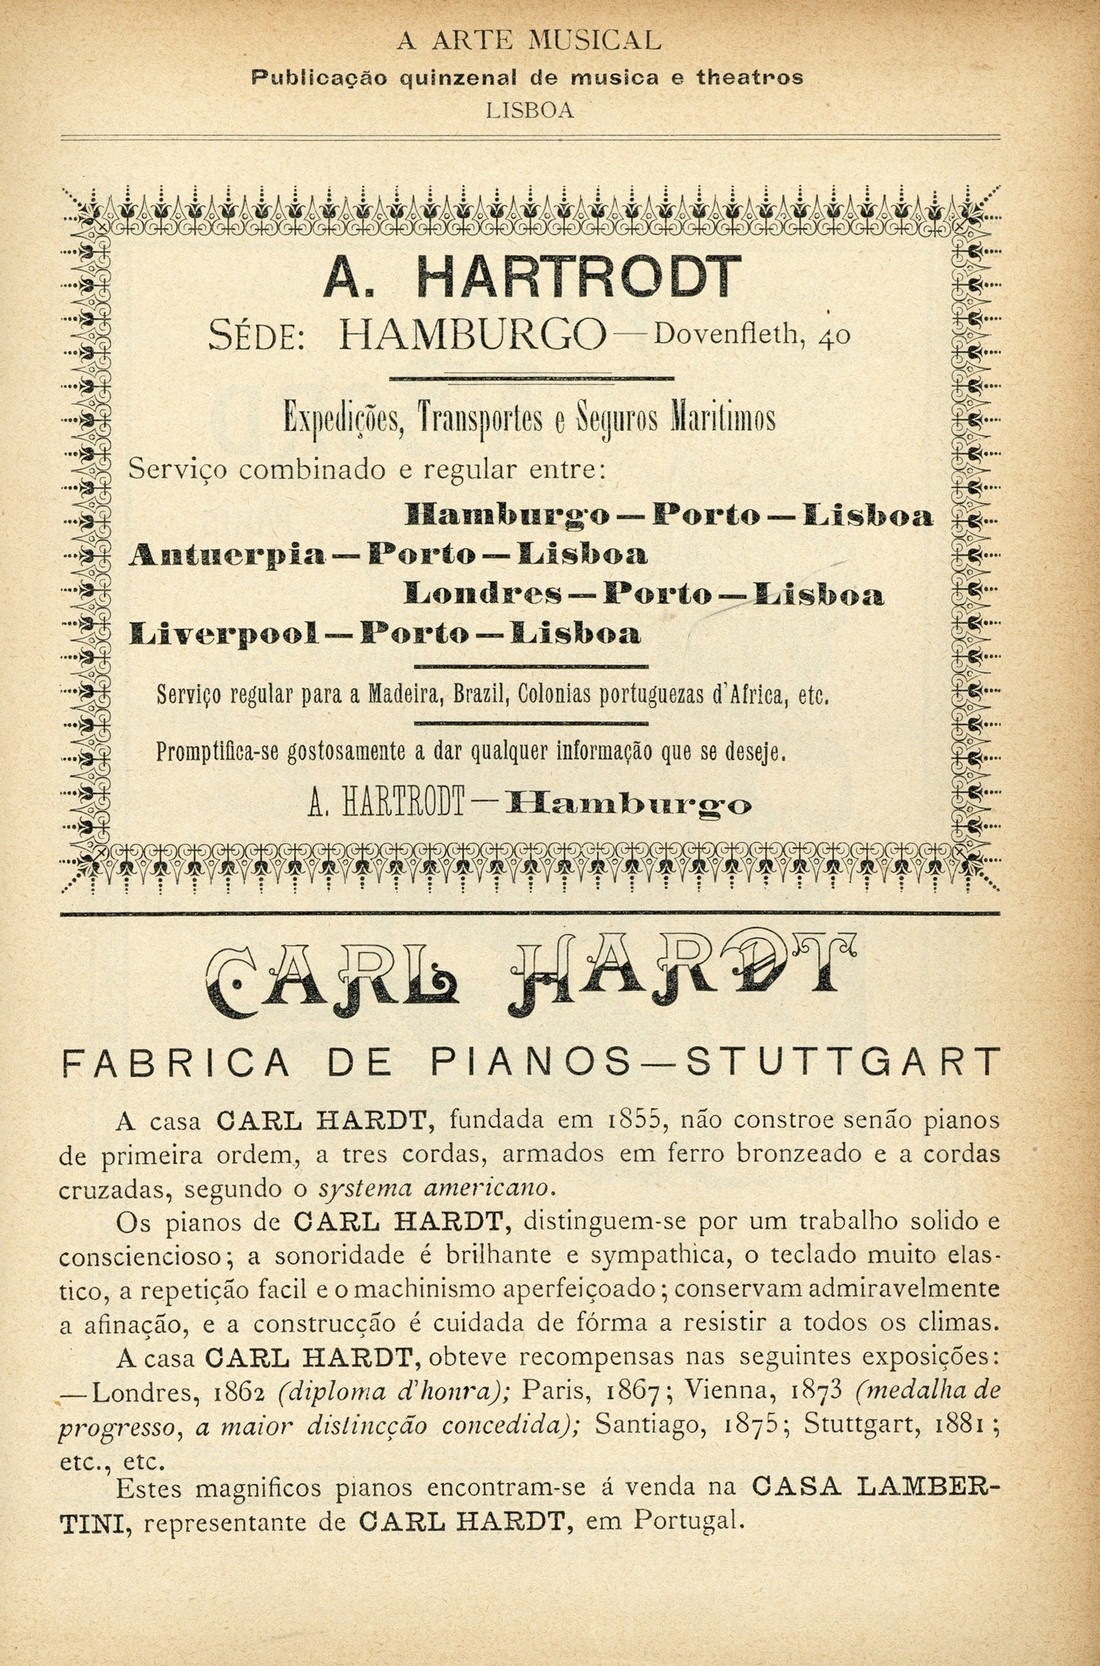 A ARTE MUSICAL
Publicação quinzenal de musica e theatros
LISBOA
A. HARTRODT
SÉDE: HAMBURGO—Dovenfleth, 40
Expedições, Transportes e Seguros Maritimos
Serviço combinado e regular entre:
Hamburgo—Porto—Lisboa
Antuerpia—Porto—Lisboa
Londres—Porto—Lisboa
Liverpool—Porto—Lisboa
Serviço regular para a Madeira, Brazil, Colonias portuguezas d'Africa, etc.
Promptifica-se gostosamente a dar qualquer informação que se deseje.
A. HARTRODT—Hamburgo
CARL HARDT
FABRICA DE PIANOS—STUTTGART
A casa CARL HARDT, fundada em 1855, não constroe senão pianos
de primeira ordem, a tres cordas, armados em ferro bronzeado e a cordas
cruzadas, segundo o systema americano.
Os pianos de CARL HARDT, distinguem-se por um trabalho solido e
consciencioso; a sonoridade é brilhante e sympathica, o teclado muito elas-
tico, a repetição facil e o machinismo aperfeiçoado; conservam admiravelmente
a afinação, e a construcção é cuidada de fórma a resistir a todos os climas.
A casa CARL HARDT, obteve recompensas nas seguintes exposições:
—Londres, 1862 (diploma d'honra); Paris, 1867; Vienna, 1873 (medalha de
progresso, a maior distincção concedida); Santiago, 1875; Stuttgart, 1881;
etc., etc.
Estes magnificos pianos encontram-se á venda na CASA LAMBER-
TINI, representante de CARL HARDT, em Portugal.